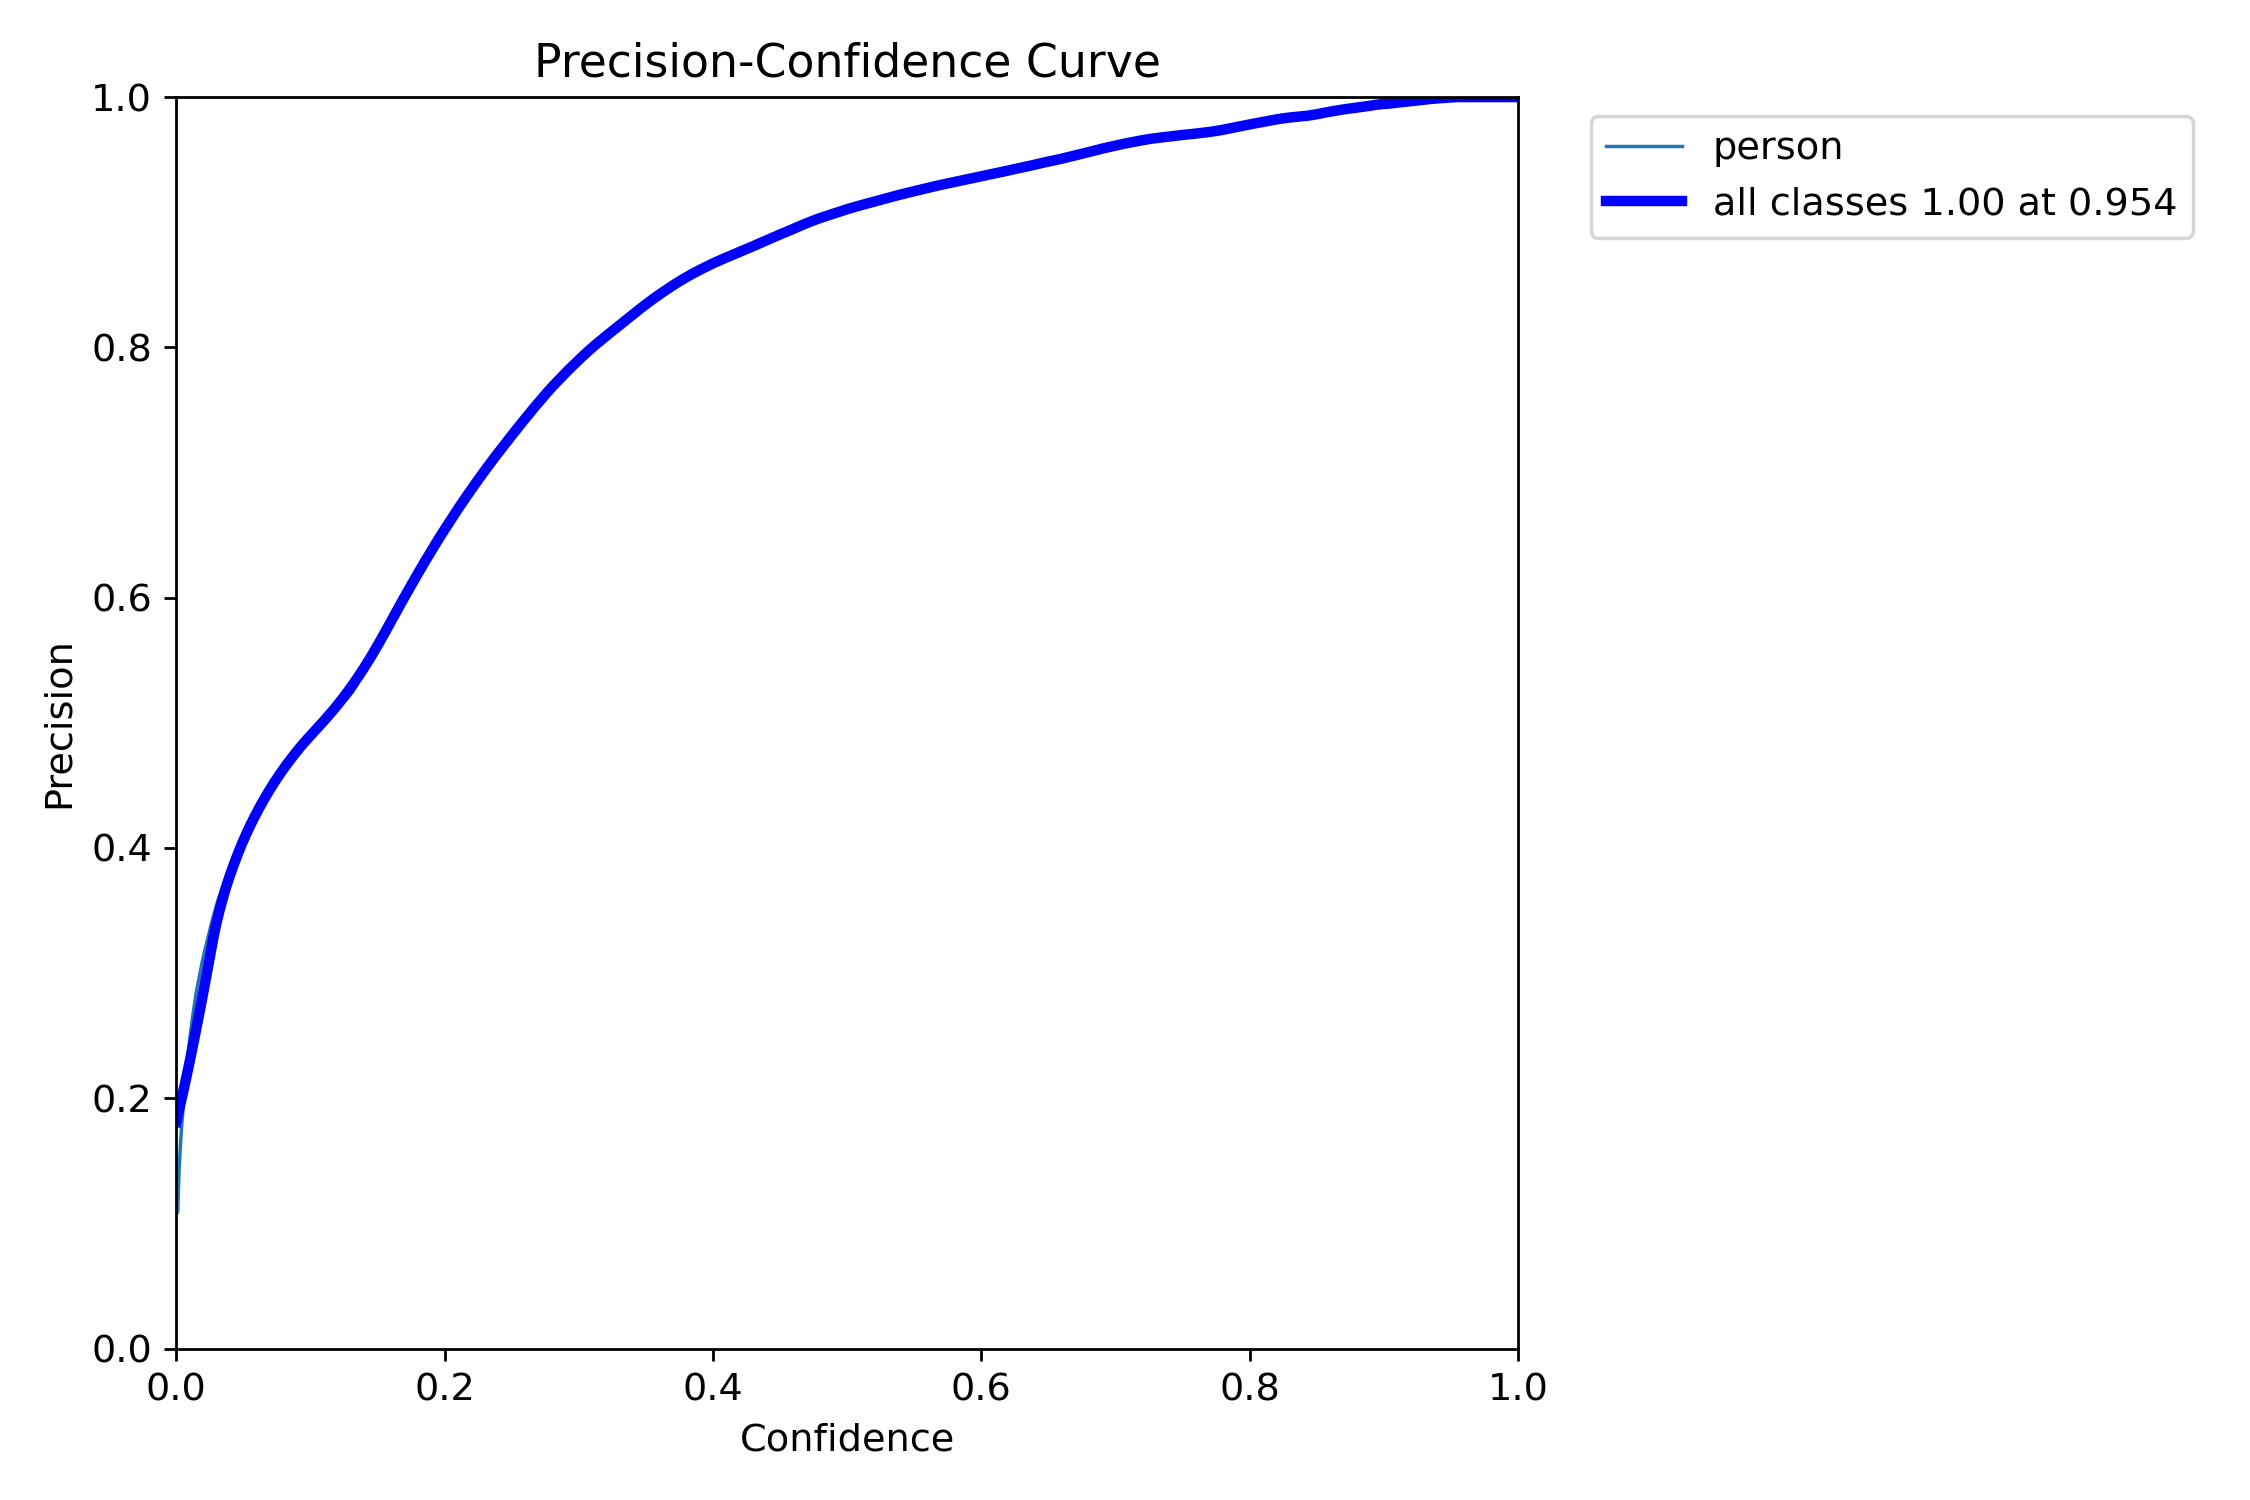 Precision-Confidence Curve
1.0
0.8
0.6
0.4
0.2
0.0
Precision
0.0 0.2 0.4 0.6 0.8 1.0
Confidence
person
all classes 1.00 at 0.954